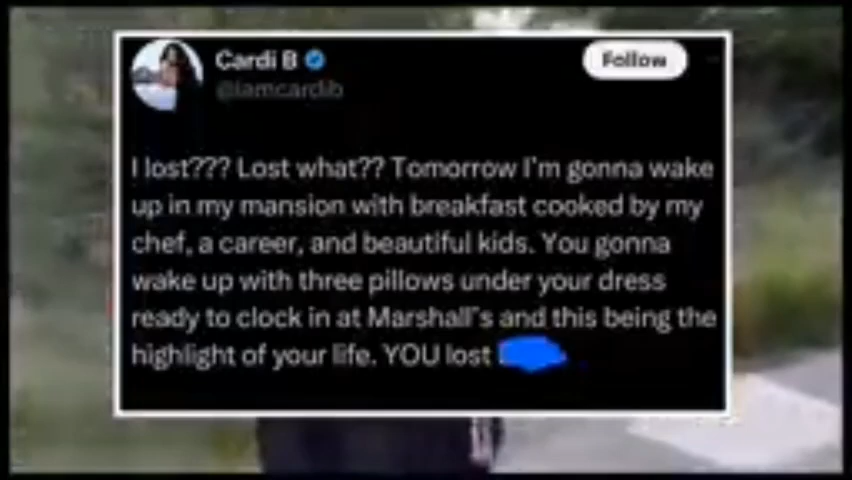 Cardi B
@iamcardib
Follow
I lost??? Lost what?? Tomorrow I'm gonna wake
up in my mansion with breakfast cooked by my
chef, a career, and beautiful kids. You gonna
wake up with three pillows under your dress
ready to clock in at Marshall's and this being the
highlight of your life. YOU lost